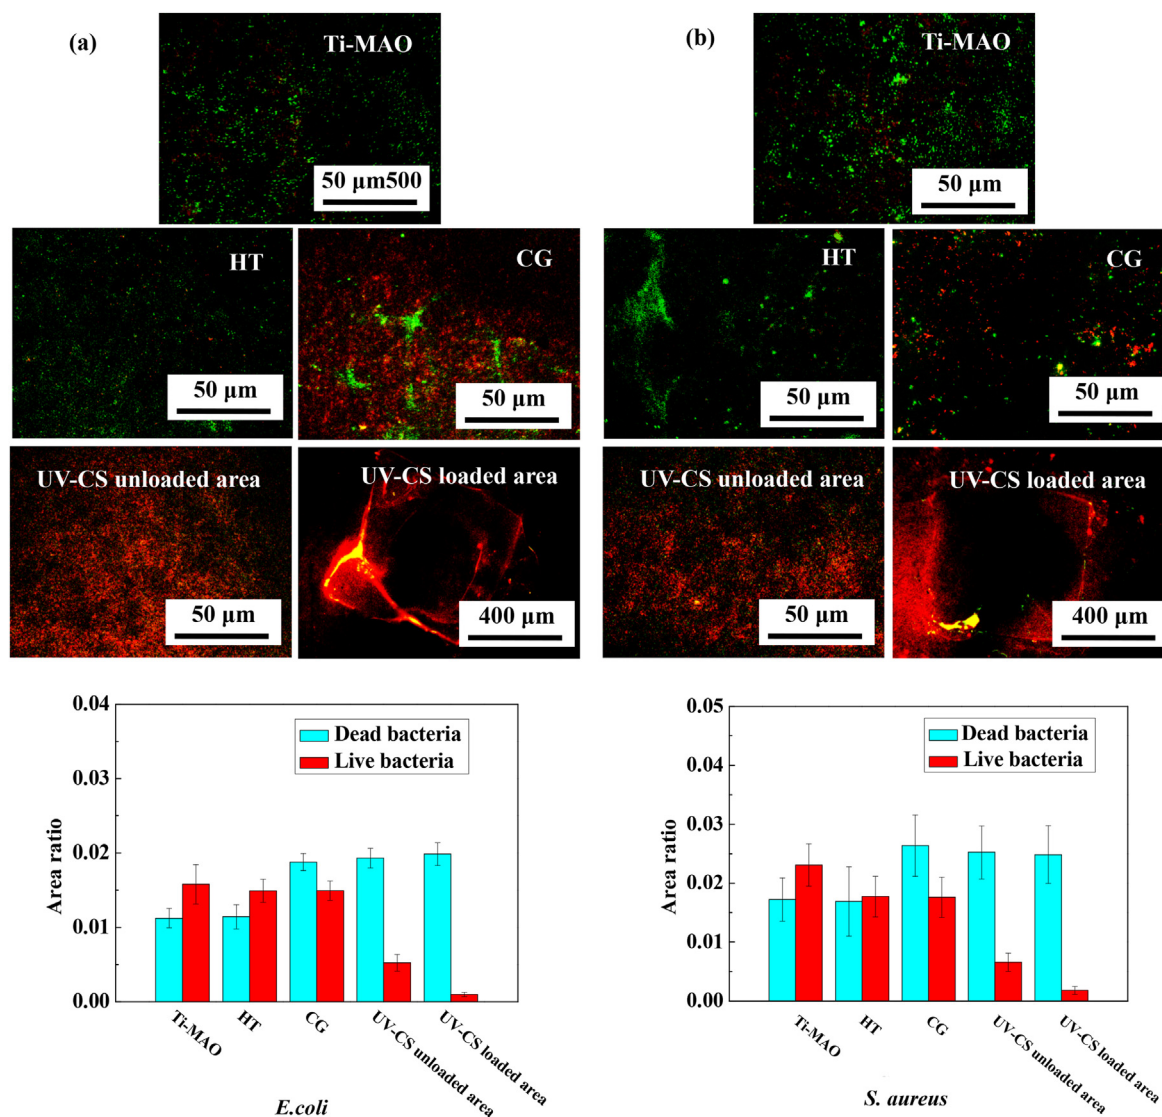 (a)
Ti-MAO
50 μm500
HT
50 μm
CG
50 μm
UV-CS unloaded area
50 μm
UV-CS loaded area
400 μm
(b)
Ti-MAO
50 μm
HT
50 μm
CG
50 μm
UV-CS unloaded area
50 μm
UV-CS loaded area
400 μm
0.04
0.03
0.02
0.01
0.00
Area ratio
Dead bacteria
Live bacteria
Ti-MAO
HT
CG
UV-CS unloaded area
UV-CS loaded area
E.coli
0.05
0.04
0.03
0.02
0.01
0.00
Area ratio
Dead bacteria
Live bacteria
Ti-MAO
HT
CG
UV-CS unloaded area
UV-CS loaded area
S. aureus